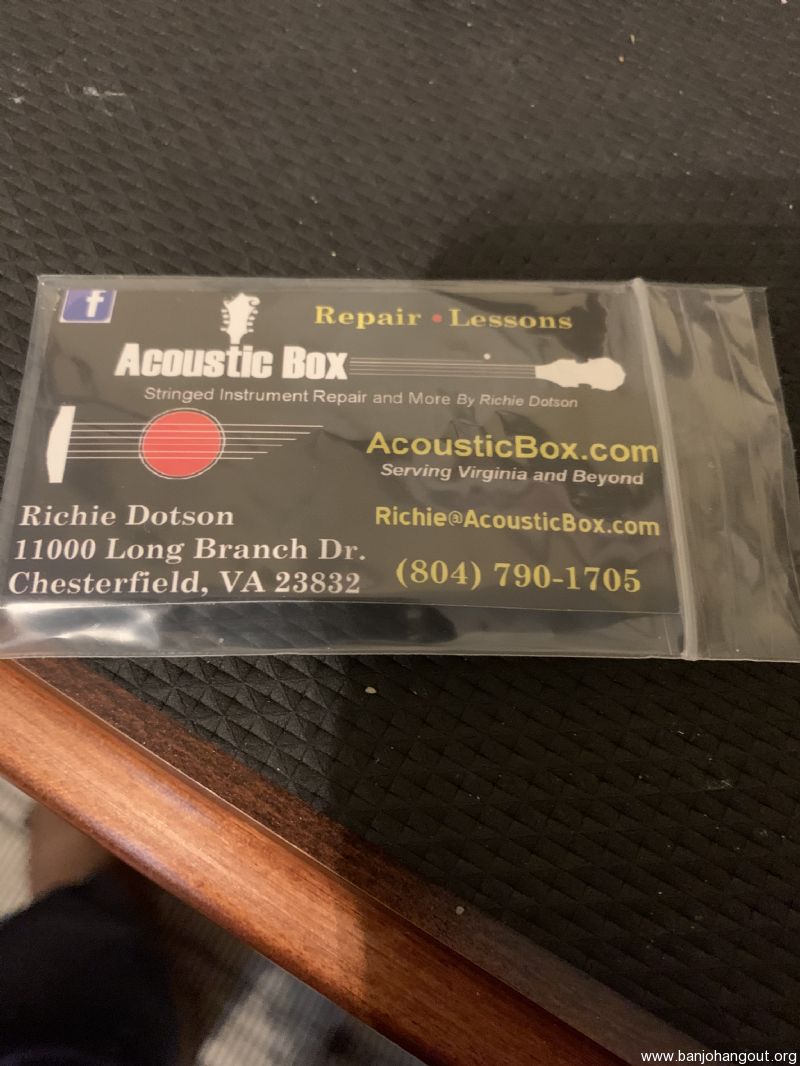 f
Repair • Lessons
Acoustic Box
Stringed Instrument Repair and More By Richie Dotson
AcousticBox.com
Serving Virginia and Beyond
Richie Dotson
11000 Long Branch Dr.
Chesterfield, VA 23832
Richie@AcousticBox.com
(804) 790-1705
www.banjohangout.org